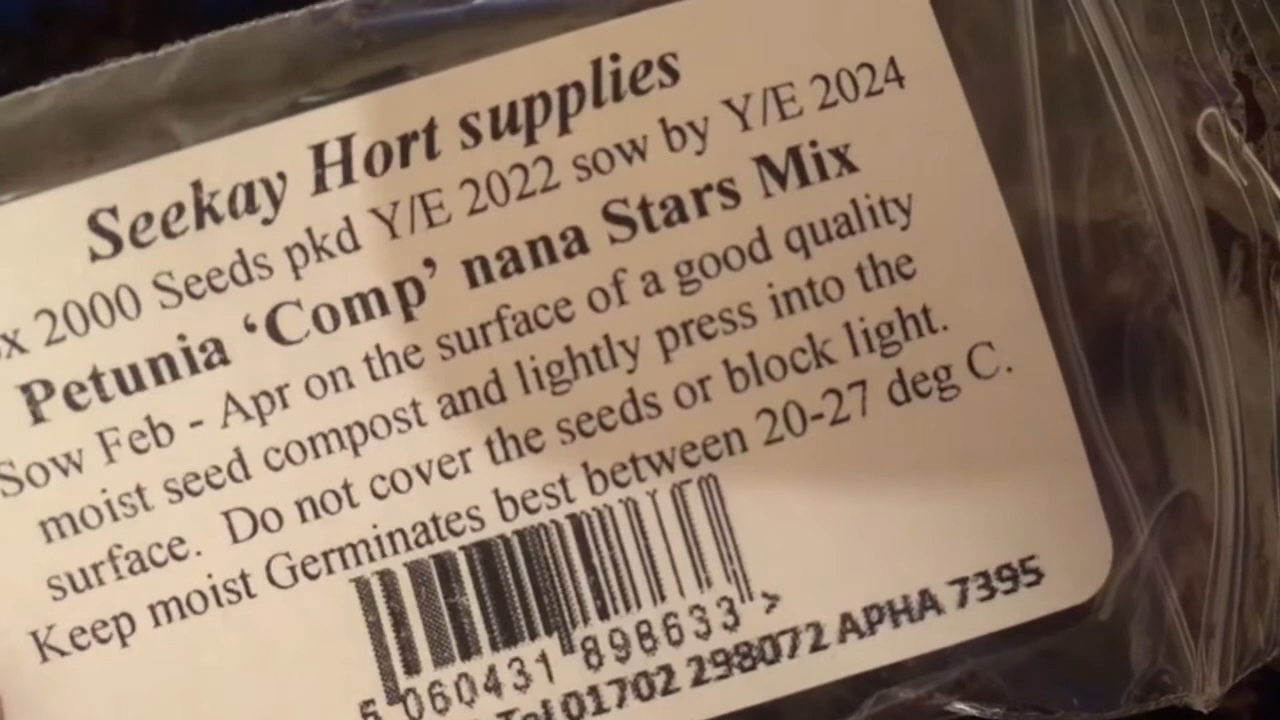 Seekay Hort supplies
x 2000 Seeds pkd Y/E 2022 sow by Y/E 2024
Petunia ‘Comp’ nana Stars Mix
Sow Feb - Apr on the surface of a good quality
moist seed compost and lightly press into the
surface. Do not cover the seeds or block light.
Keep moist Germinates best between 20-27 deg C.
5 060431 898633 >
Tel 01702 298072 APHA 7395